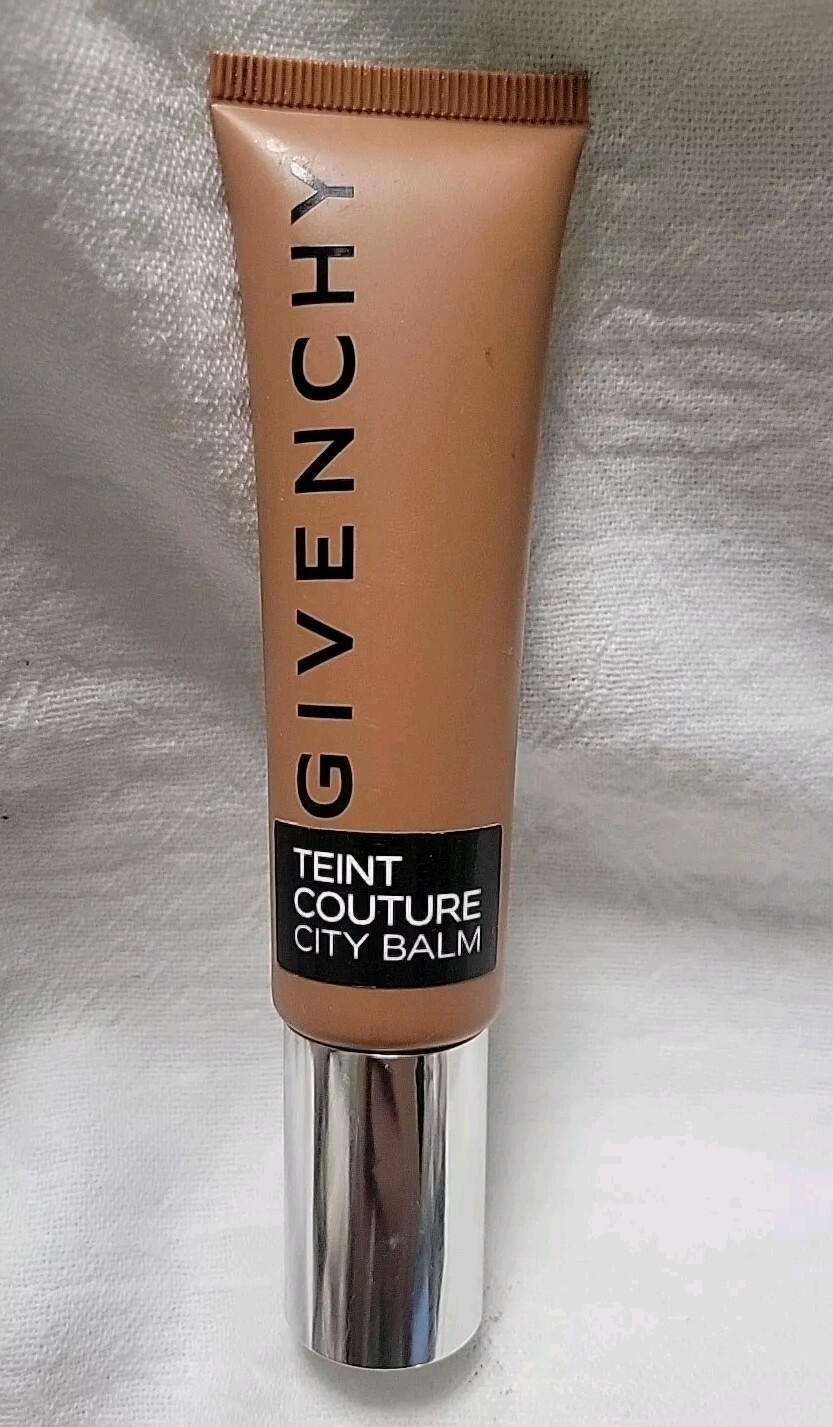 GIVENCHY
TEINT
COUTURE
CITY BALM